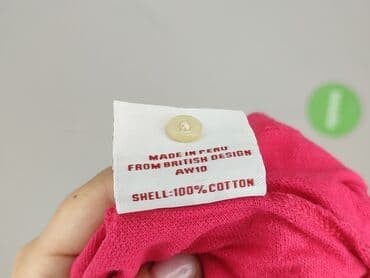 MADE IN PERU
FROM BRITISH DESIGN
AW10
SHELL:100% COTTON